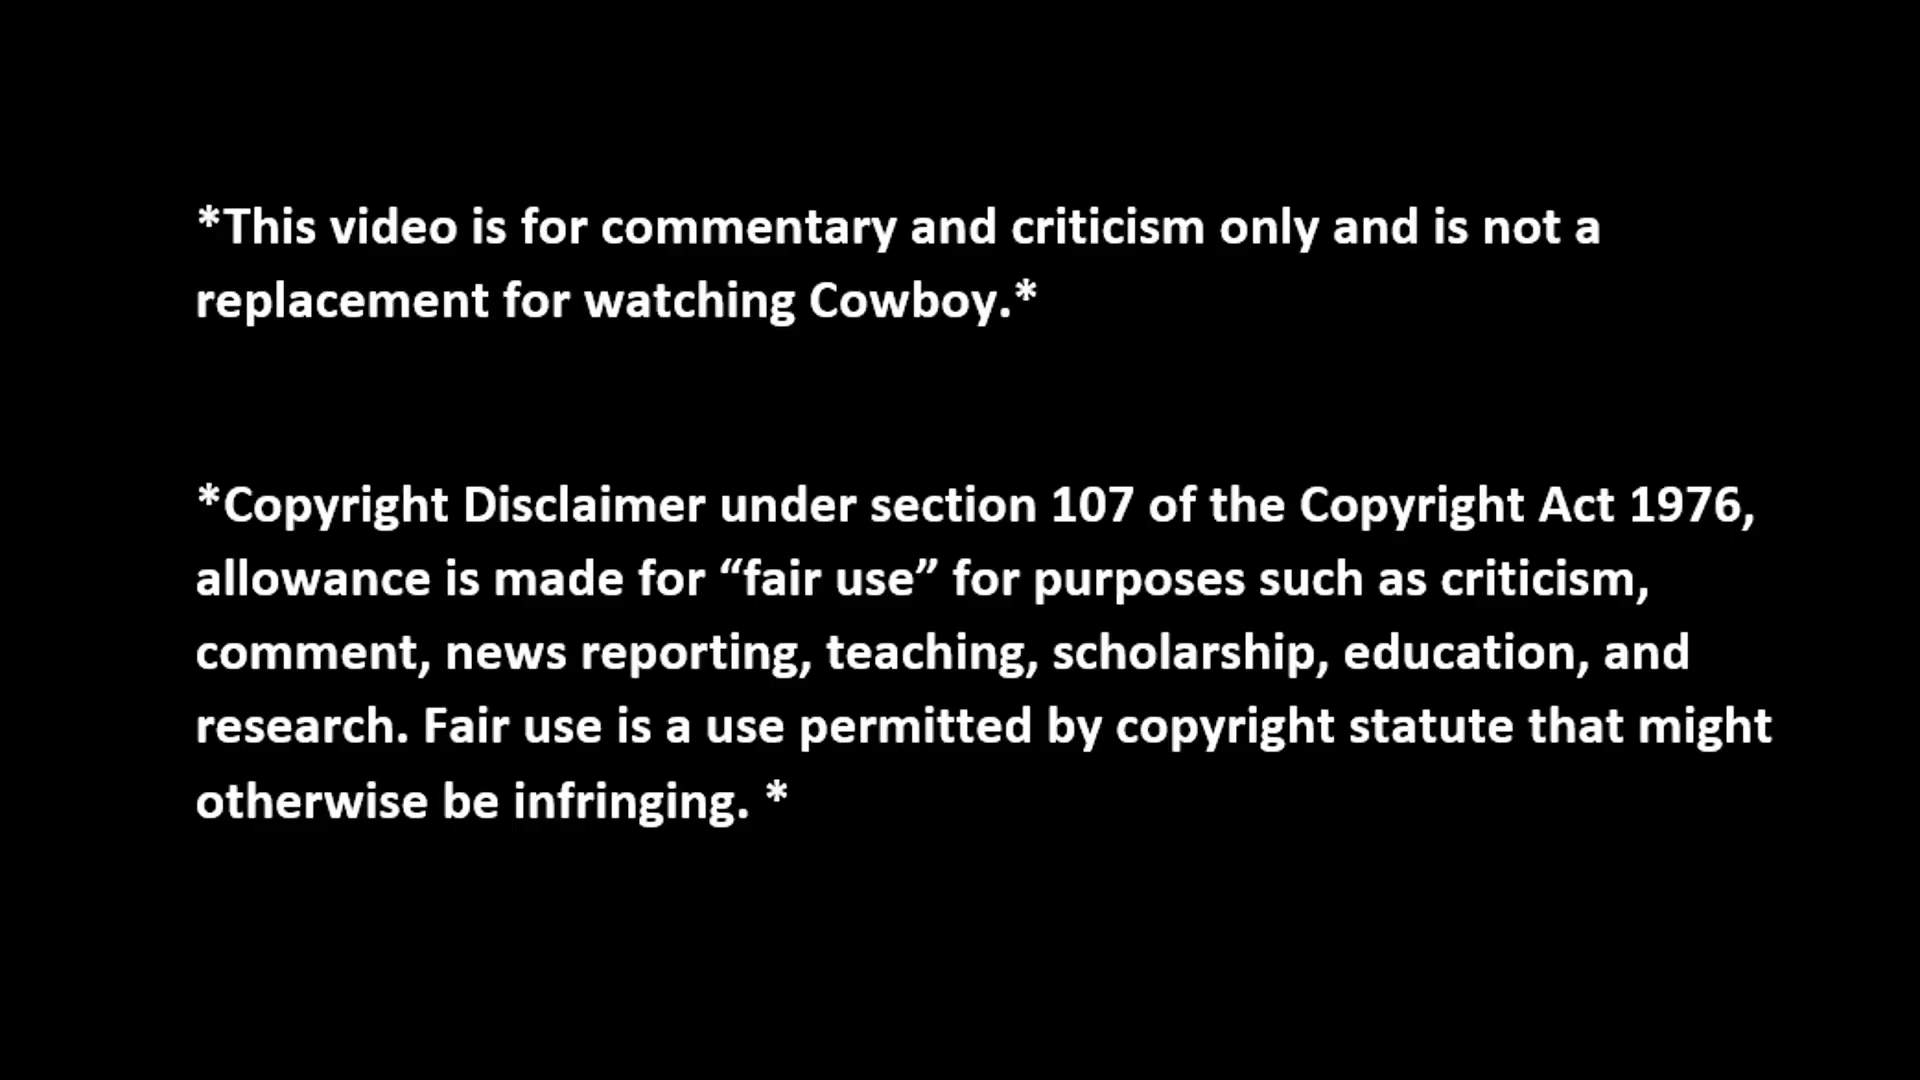 *This video is for commentary and criticism only and is not a
replacement for watching Cowboy.*
*Copyright Disclaimer under section 107 of the Copyright Act 1976,
allowance is made for “fair use” for purposes such as criticism,
comment, news reporting, teaching, scholarship, education, and
research. Fair use is a use permitted by copyright statute that might
otherwise be infringing. *